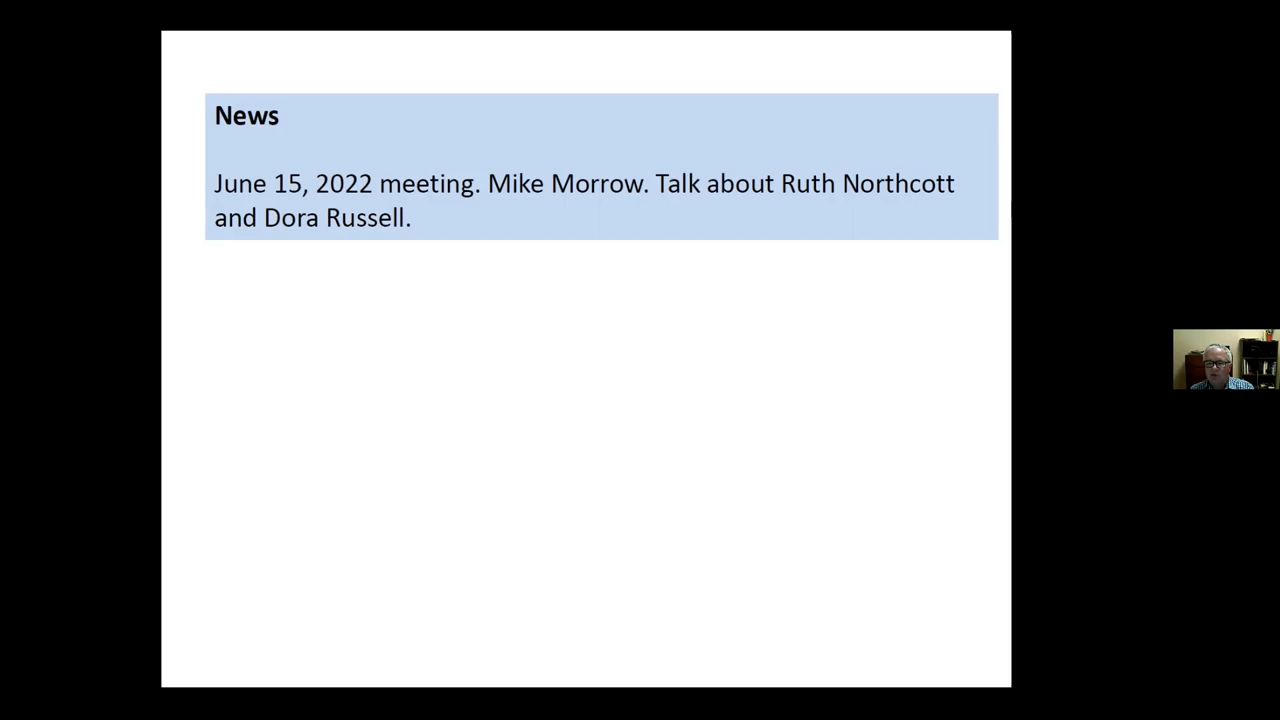 News
June 15, 2022 meeting. Mike Morrow. Talk about Ruth Northcott
and Dora Russell.